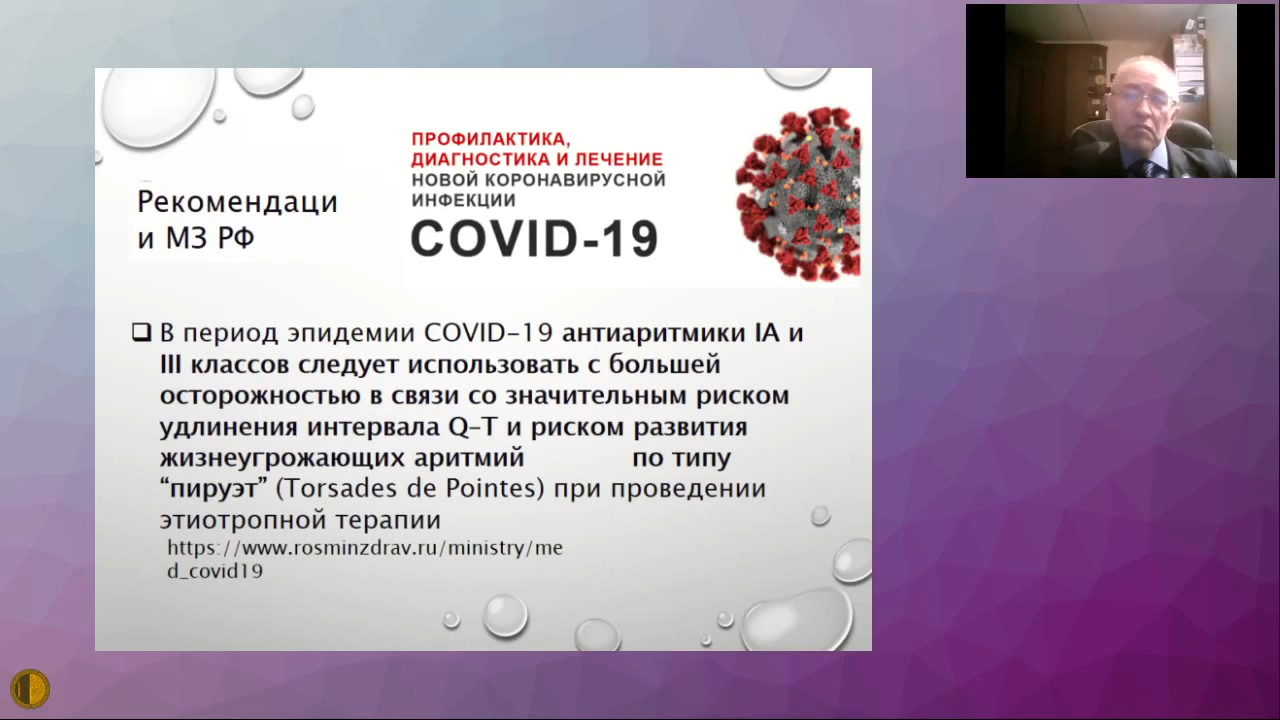 Рекомендаци
и МЗ РФ
ПРОФИЛАКТИКА,
ДИАГНОСТИКА И ЛЕЧЕНИЕ
НОВОЙ КОРОНАВИРУСНОЙ
ИНФЕКЦИИ
COVID-19
В период эпидемии COVID-19 антиаритмики IA и
III классов следует использовать с большей
осторожностью в связи со значительным риском
удлинения интервала Q-T и риском развития
жизнеугрожающих аритмий по типу
“пируэт” (Torsades de Pointes) при проведении
этиотропной терапии
https://www.rosminzdrav.ru/ministry/me
d_covid19